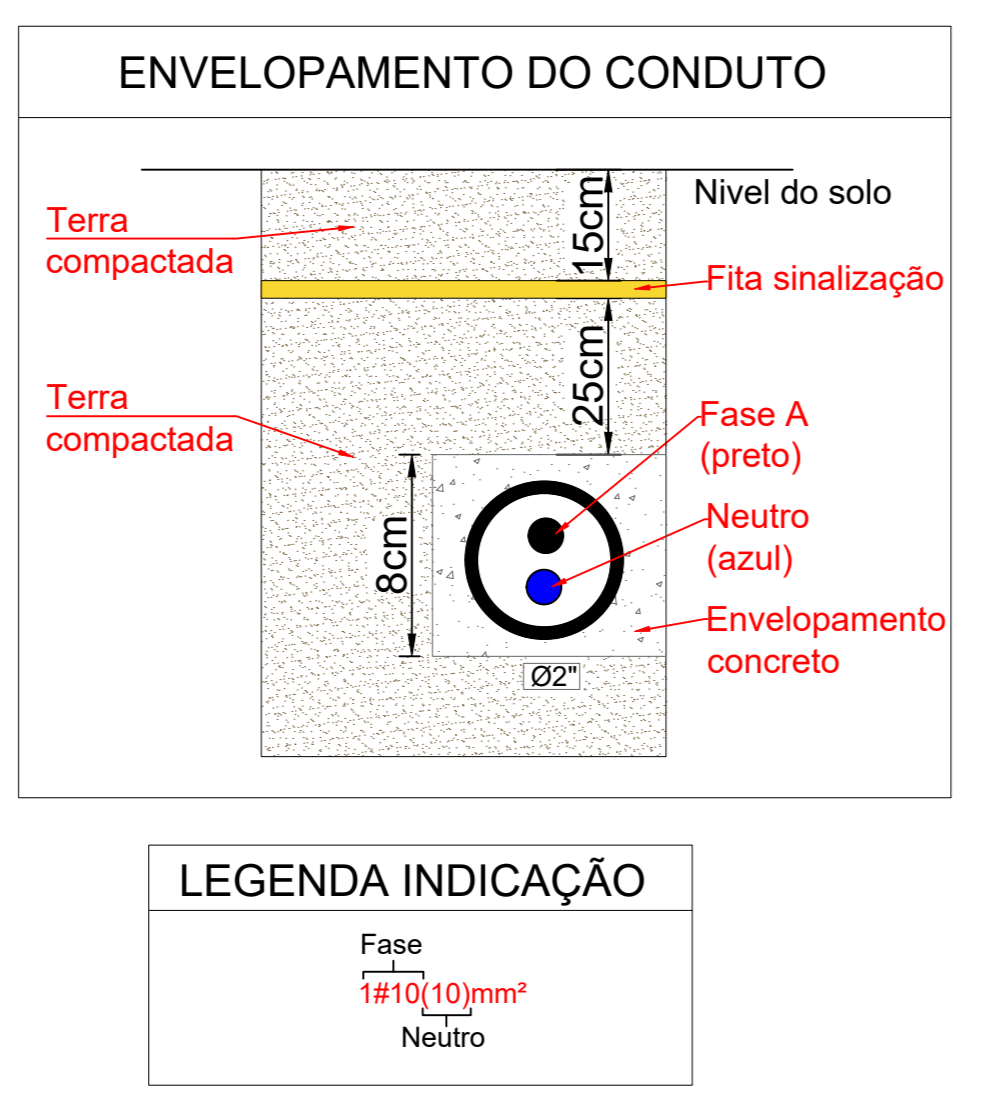 ENVELOPAMENTO DO CONDUTO
Nivel do solo
Terra
compactada
15cm
Fita sinalização
25cm
Terra
compactada
Fase A
(preto)
8cm
Neutro
(azul)
Envelopamento
concreto
Ø2"
LEGENDA INDICAÇÃO
Fase
1#10(10)mm²
Neutro